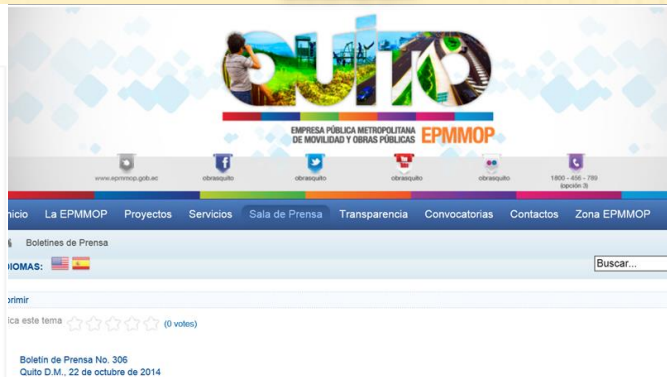 QUITO
EMPRESA PÚBLICA METROPOLITANA
DE MOVILIDAD Y OBRAS PÚBLICAS EPMMOP
www.epmmop.gob.ec obrasquito obrasquito obrasquito obrasquito 1800 - 456 - 789
(opción 3)
nicio La EPMMOP Proyectos Servicios Sala de Prensa Transparencia Convocatorias Contactos Zona EPMMOP
Boletines de Prensa
DIOMAS: Buscar...
primir
ica este tema (0 votes)
Boletín de Prensa No. 306
Quito D.M., 22 de octubre de 2014